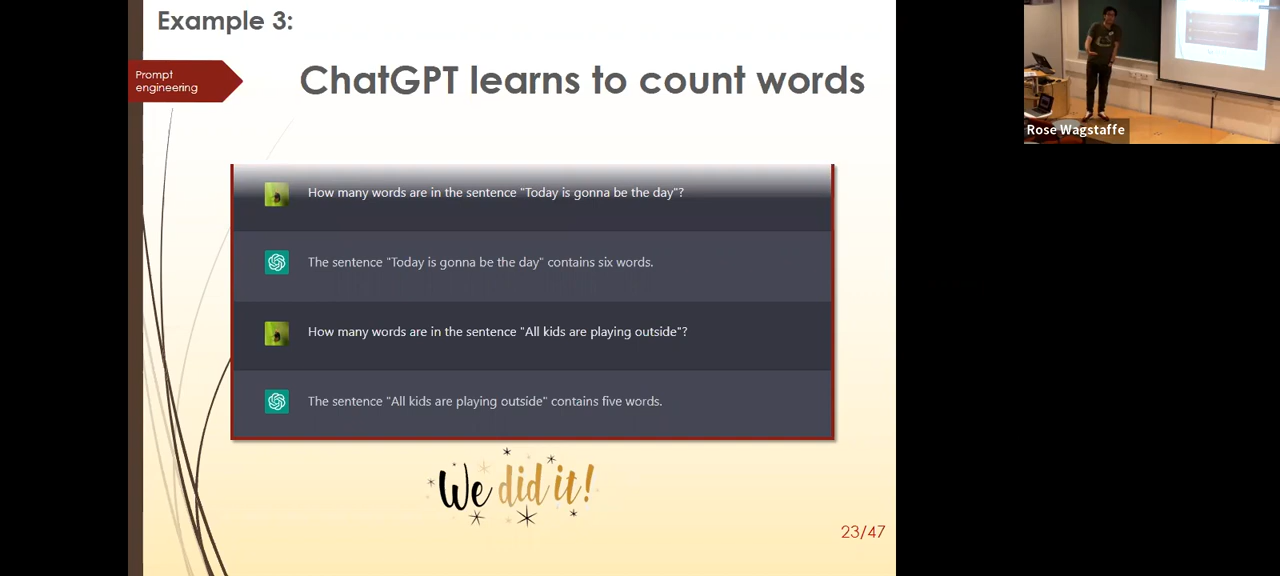 Example 3:
Prompt
engineering
ChatGPT learns to count words
How many words are in the sentence "Today is gonna be the day"?
The sentence "Today is gonna be the day" contains six words.
How many words are in the sentence "All kids are playing outside"?
The sentence "All kids are playing outside" contains five words.
We did it!
23/47
Rose Wagstaffe